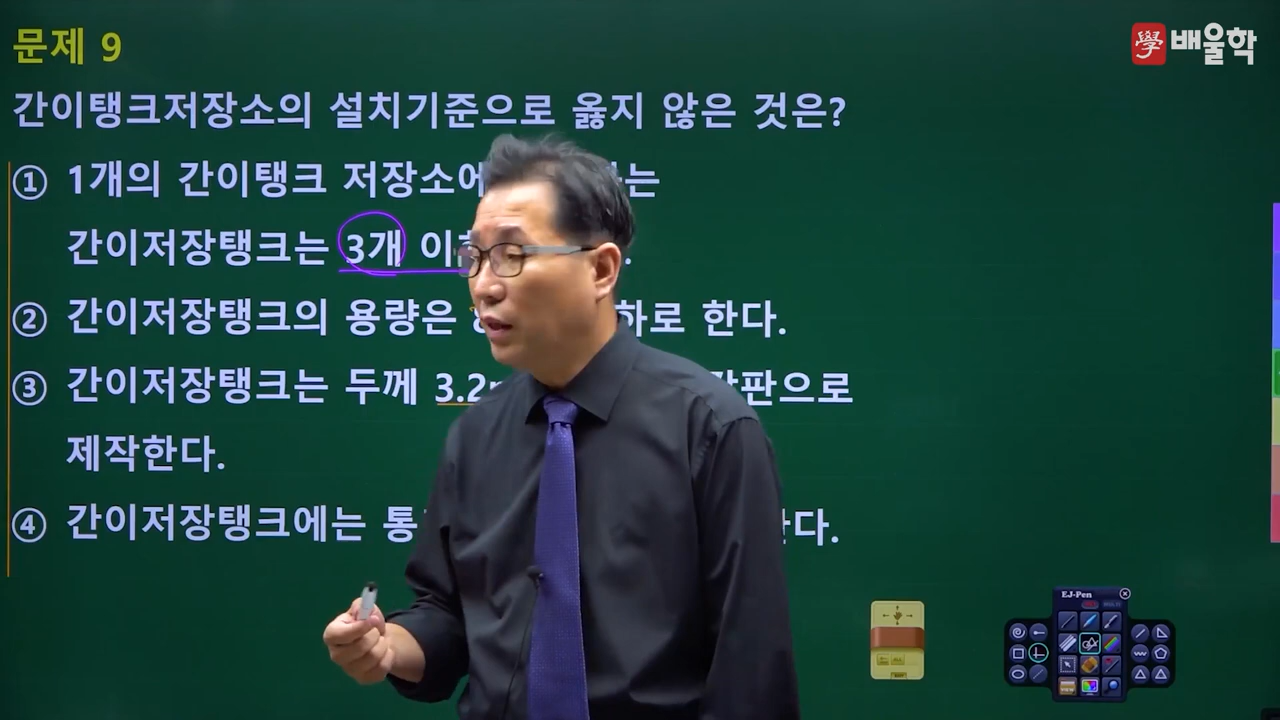 문제 9
學 배울학
간이탱크저장소의 설치기준으로 옳지 않은 것은?
① 1개의 간이탱크 저장소에 는
간이저장탱크는 3개
② 간이저장탱크의 용량은 하로 한다.
③ 간이저장탱크는 두께 3.2 강판으로
제작한다.
④ 간이저장탱크에는
EJ-Pen